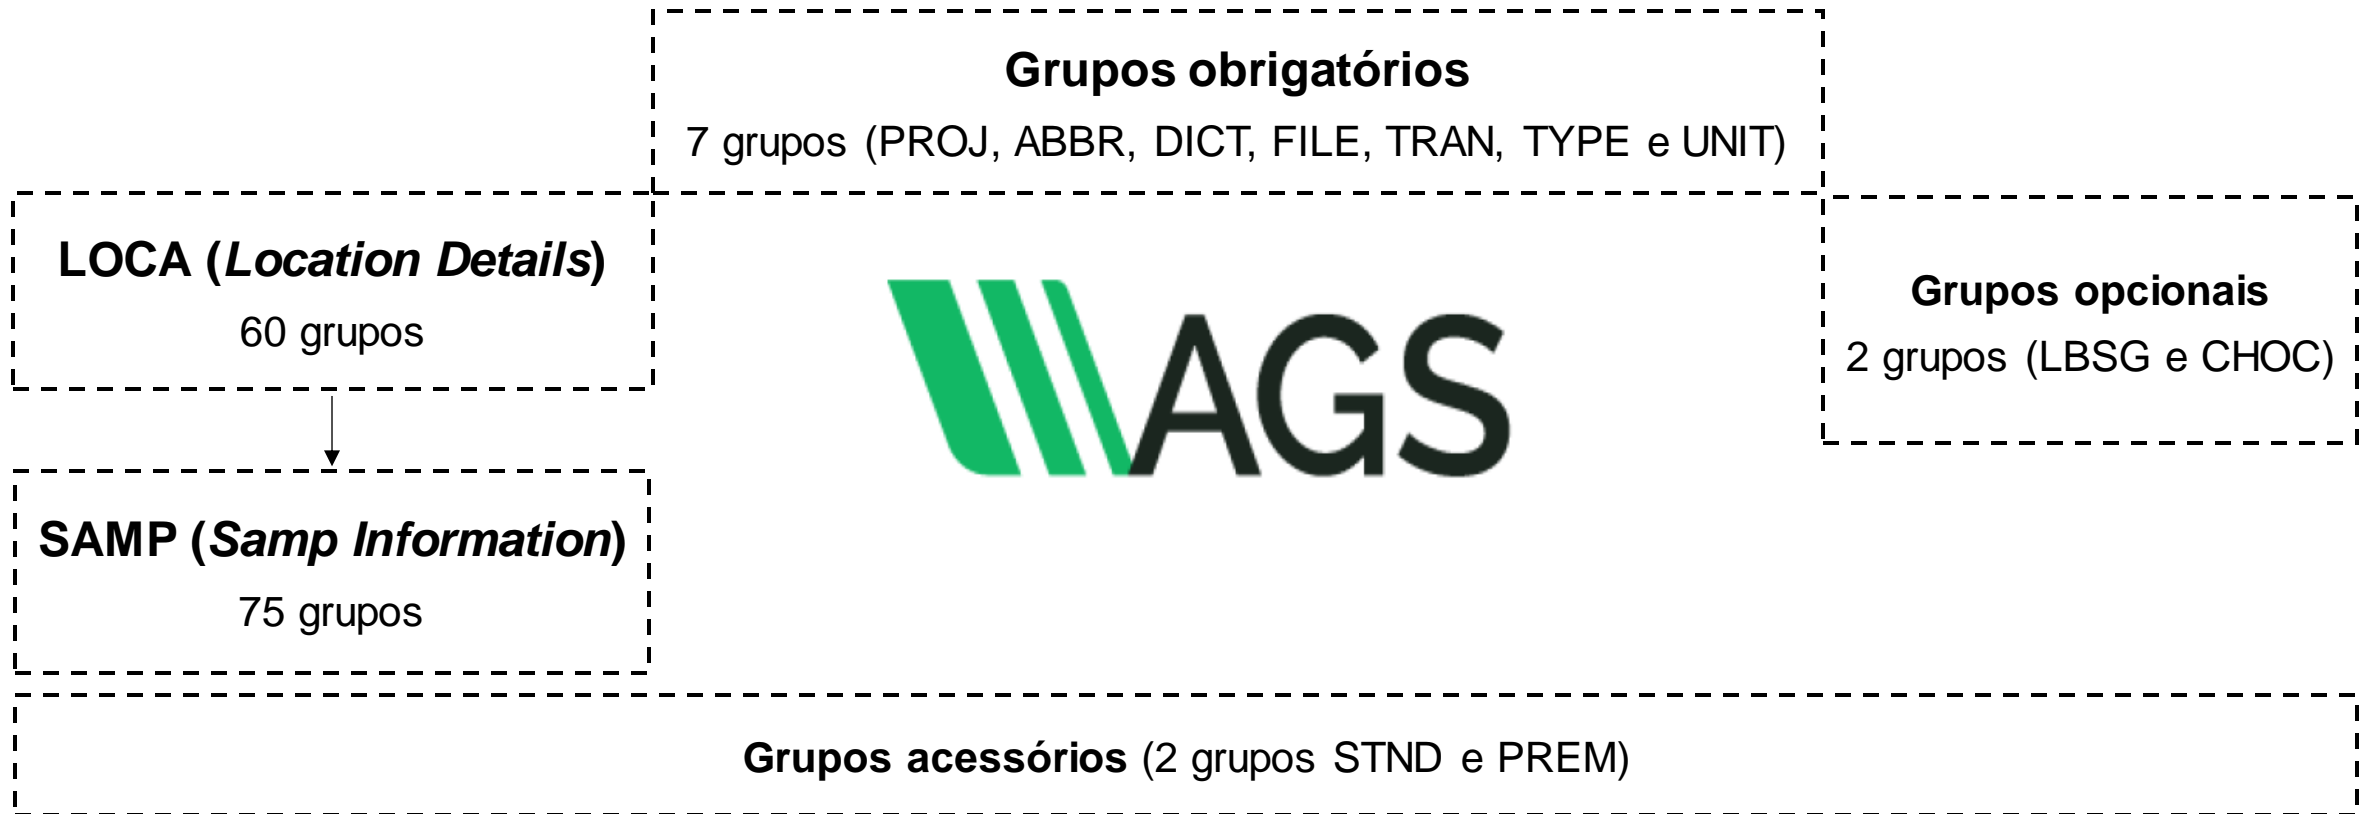 Grupos obrigatórios
7 grupos (PROJ, ABBR, DICT, FILE, TRAN, TYPE e UNIT)
LOCA (Location Details)
60 grupos
Grupos opcionais
2 grupos (LBSG e CHOC)
AGS
SAMP (Samp Information)
75 grupos
Grupos acessórios (2 grupos STND e PREM)